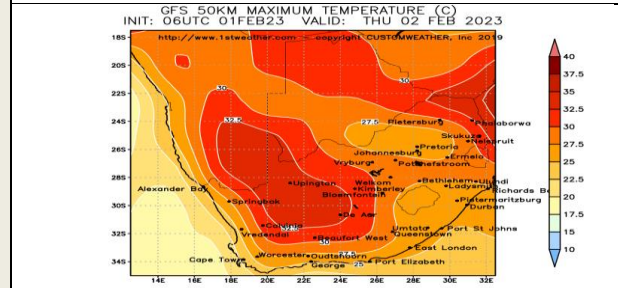 GFS 50KM MAXIMUM TEMPERATURE (C)
INIT: 06UTC 01FEB23 VALID: THU 02 FEB 2023
http://www.1stweather.com copyright CUSTOMWEATHER, Inc 2019
18S
20S
22S
24S
26S
28S
30S
32S
34S
14E 16E 18E 20E 22E 24E 26E 28E 30E 32E
30
30
32.5
27.5
30
27.5
25
Pietersburg
Phalaborwa
Skukuza
Nelspruit
Pretoria
Johannesburg
Ermelo
Vryburg
Potchefstroom
Alexander Bay
Upington
Welkom
Kimberley
Bloemfontein
Bethlehem
Ulundi
Ladysmith
Richards B
Springbok
Pietermaritzburg
Durban
De Aar
Calvinia
Vredendal
Beaufort West
Umtata
Port St Johns
Queenstown
East London
Cape Town
Worcester
Oudtshoorn
George
Port Elizabeth
40
37.5
35
32.5
30
27.5
25
22.5
20
17.5
15
10